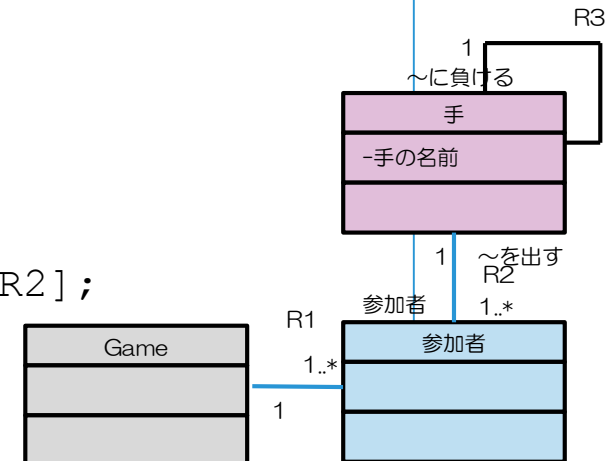 R3
1
～に負ける
手
-手の名前
1
～を出す
R2
R2];
参加者
1..*
R1
Game
参加者
1..*
1